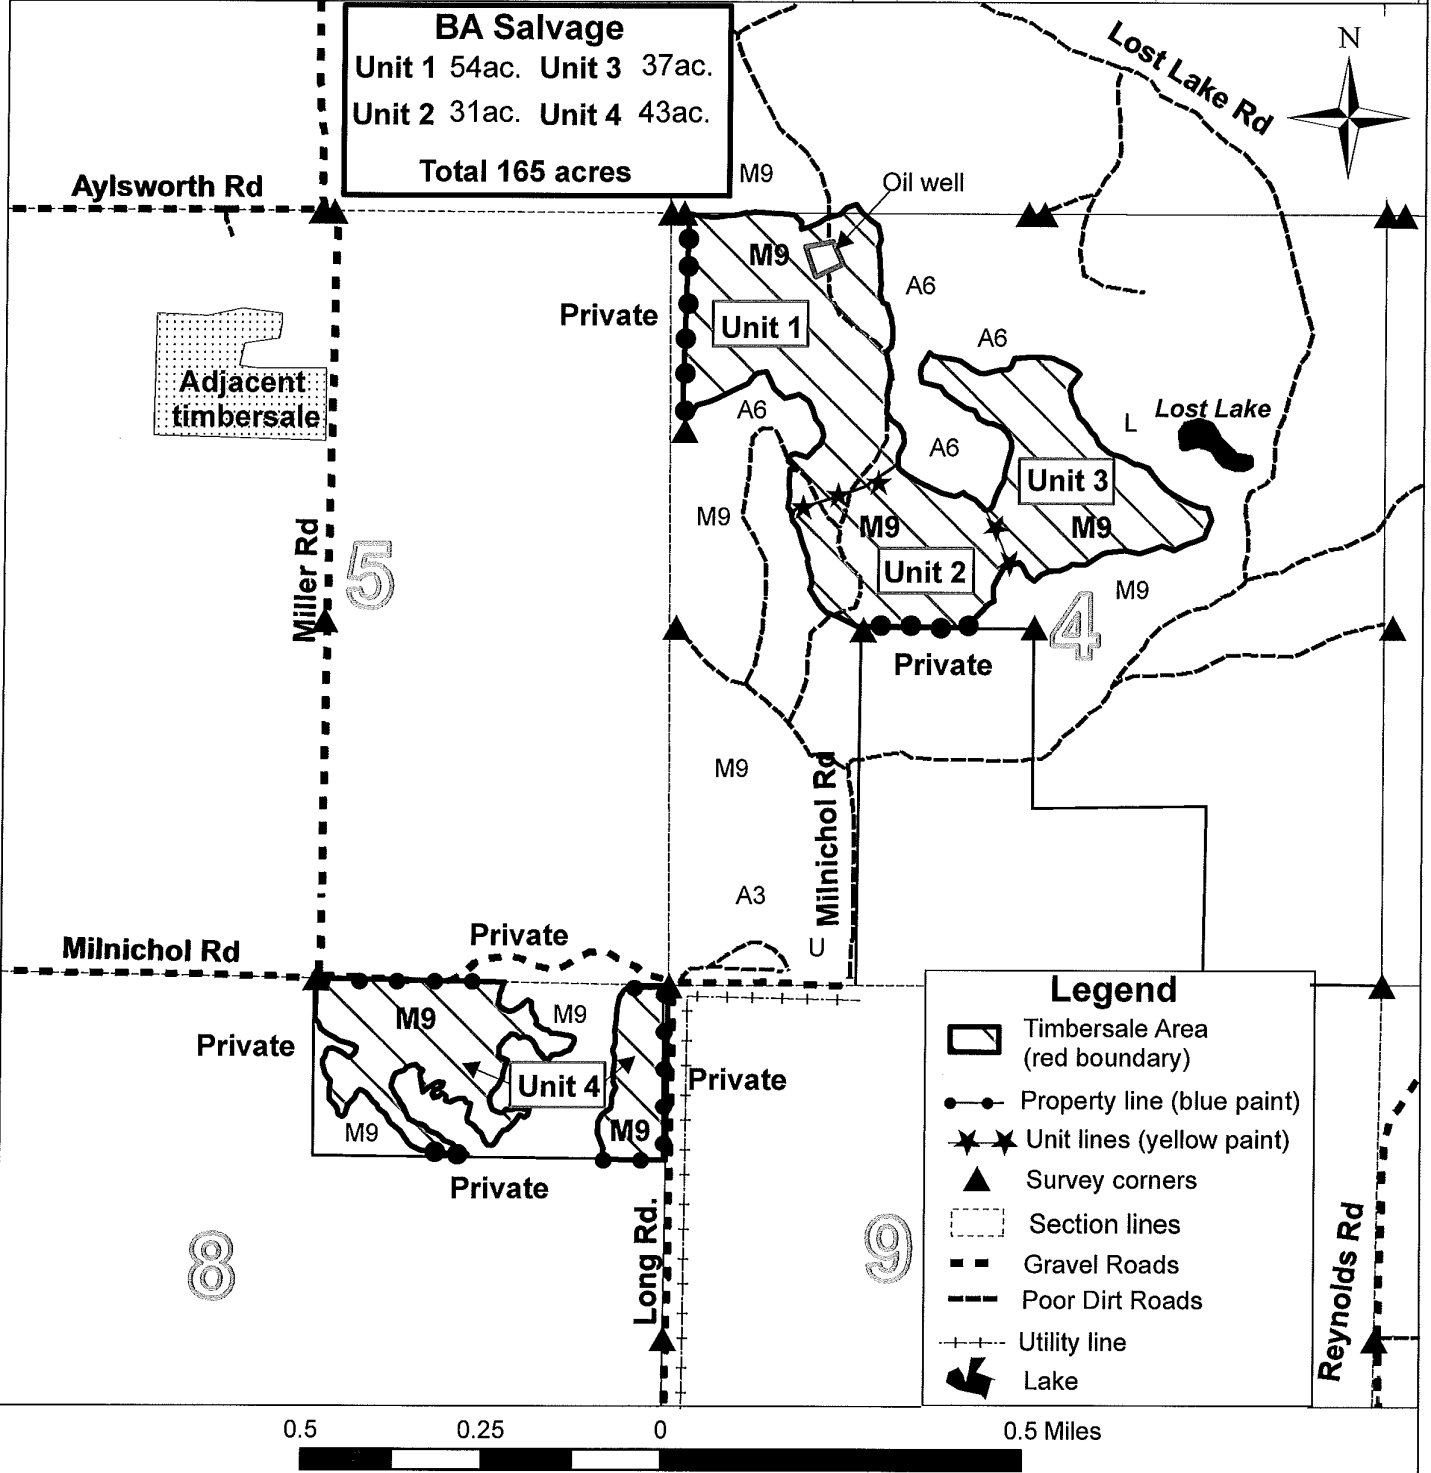 BA Salvage
Unit 1 54ac. Unit 3 37ac.
Unit 2 31ac. Unit 4 43ac.
Total 165 acres
N
Lost Lake Rd
Aylsworth Rd
M9
Oil well
M9
A6
Private
Unit 1
A6
Adjacent
timbersale
A6
L
Lost Lake
A6
Unit 3
M9
M9
M9
Miller Rd
5
Unit 2
M9
4
Private
M9
Milnichol Rd
A3
U
Private
Milnichol Rd
M9
M9
Private
Unit 4
Private
M9
M9
Private
Long Rd.
8
9
Reynolds Rd
Legend
Timbersale Area
(red boundary)
Property line (blue paint)
Unit lines (yellow paint)
Survey corners
Section lines
Gravel Roads
Poor Dirt Roads
Utility line
Lake
0.5 0.25 0 0.5 Miles